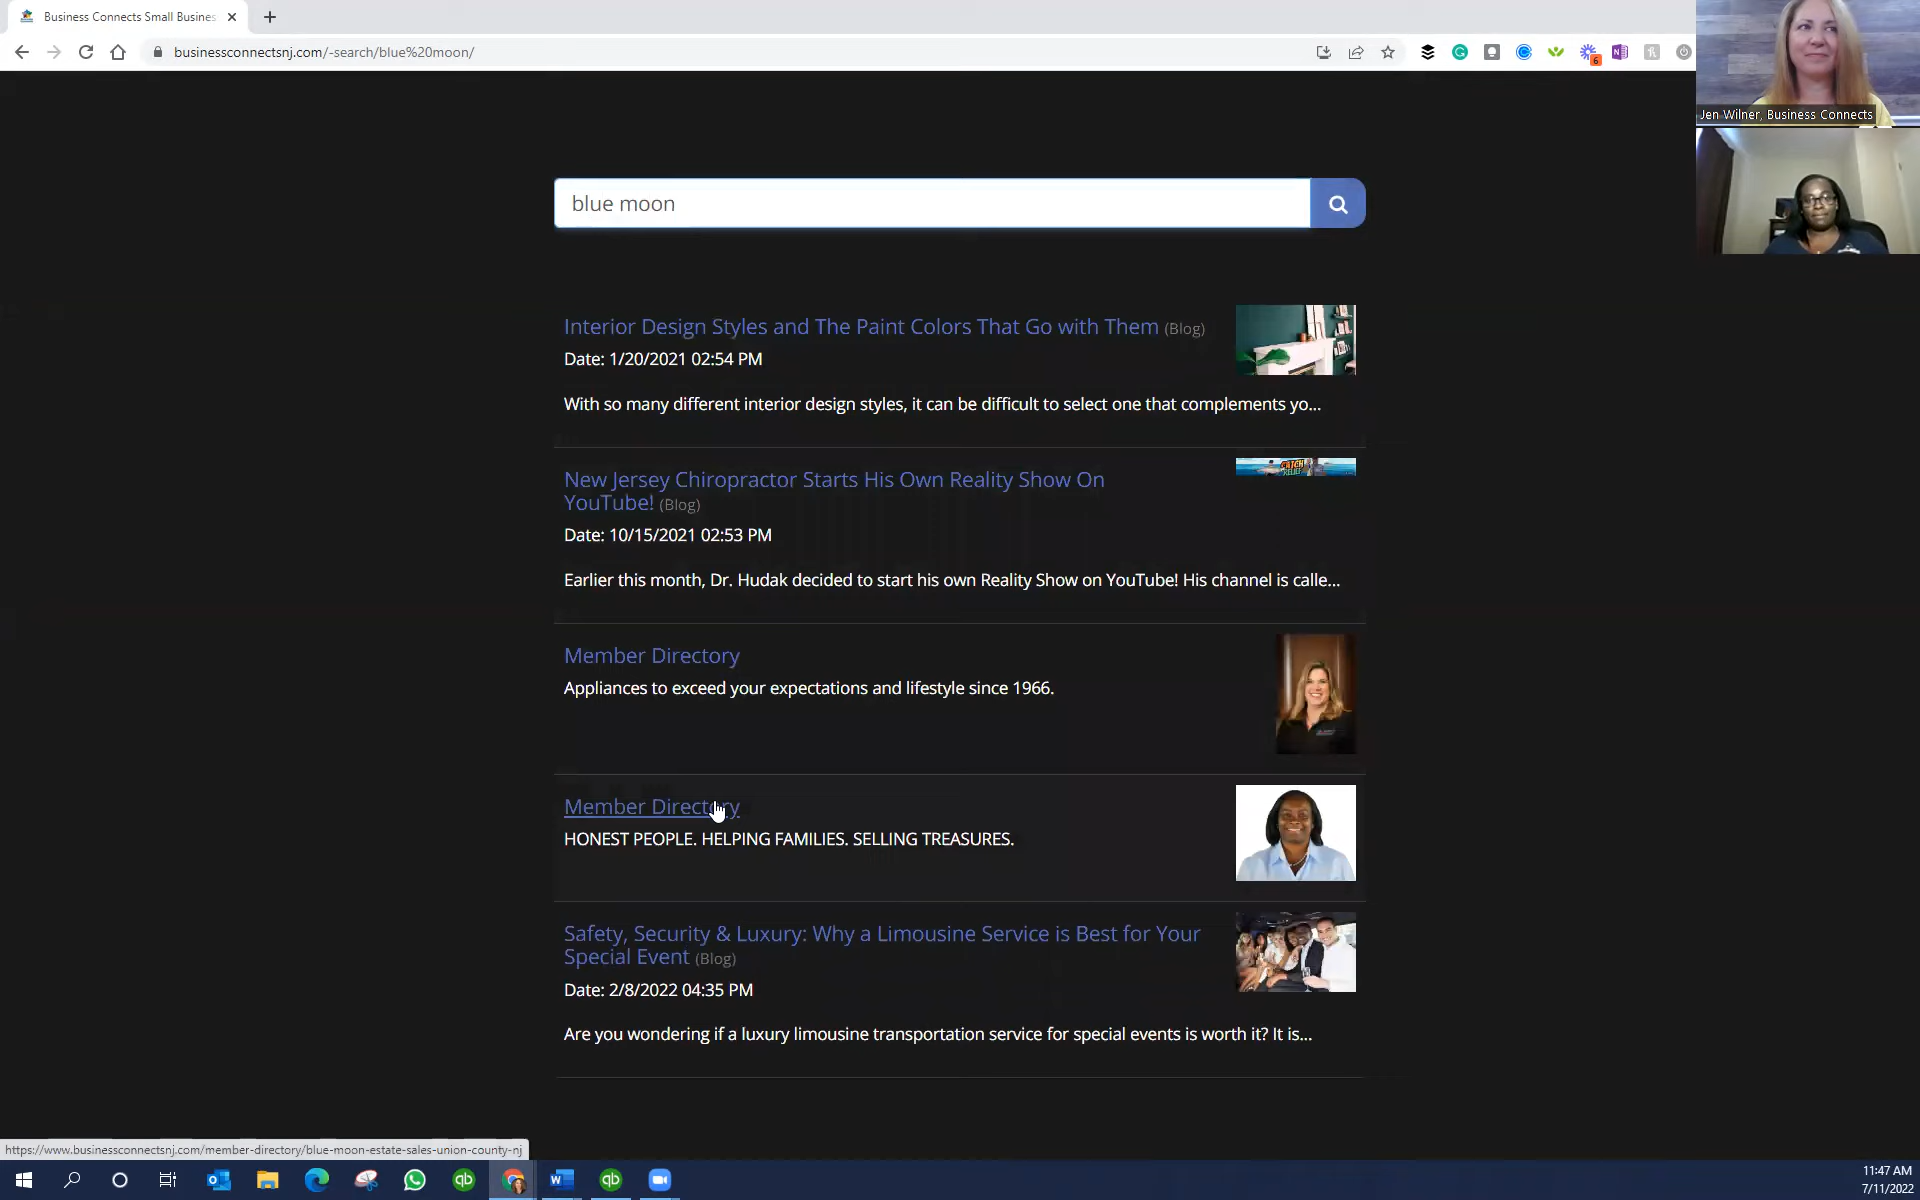 Business Connects Small Busines
businessconnectsnj.com/-search/blue%20moon/
6
Jen Wilner, Business Connects
blue moon
Interior Design Styles and The Paint Colors That Go with Them (Blog)
Date: 1/20/2021 02:54 PM
With so many different interior design styles, it can be difficult to select one that complements yo...
New Jersey Chiropractor Starts His Own Reality Show On
YouTube! (Blog)
CATCH
RELIEF
Date: 10/15/2021 02:53 PM
Earlier this month, Dr. Hudak decided to start his own Reality Show on YouTube! His channel is calle...
Member Directory
Appliances to exceed your expectations and lifestyle since 1966.
Member Directory
HONEST PEOPLE. HELPING FAMILIES. SELLING TREASURES.
Safety, Security & Luxury: Why a Limousine Service is Best for Your
Special Event (Blog)
Date: 2/8/2022 04:35 PM
Are you wondering if a luxury limousine transportation service for special events is worth it? It is...
https://www.businessconnectsnj.com/member-directory/blue-moon-estate-sales-union-county-nj
11:47 AM
7/11/2022